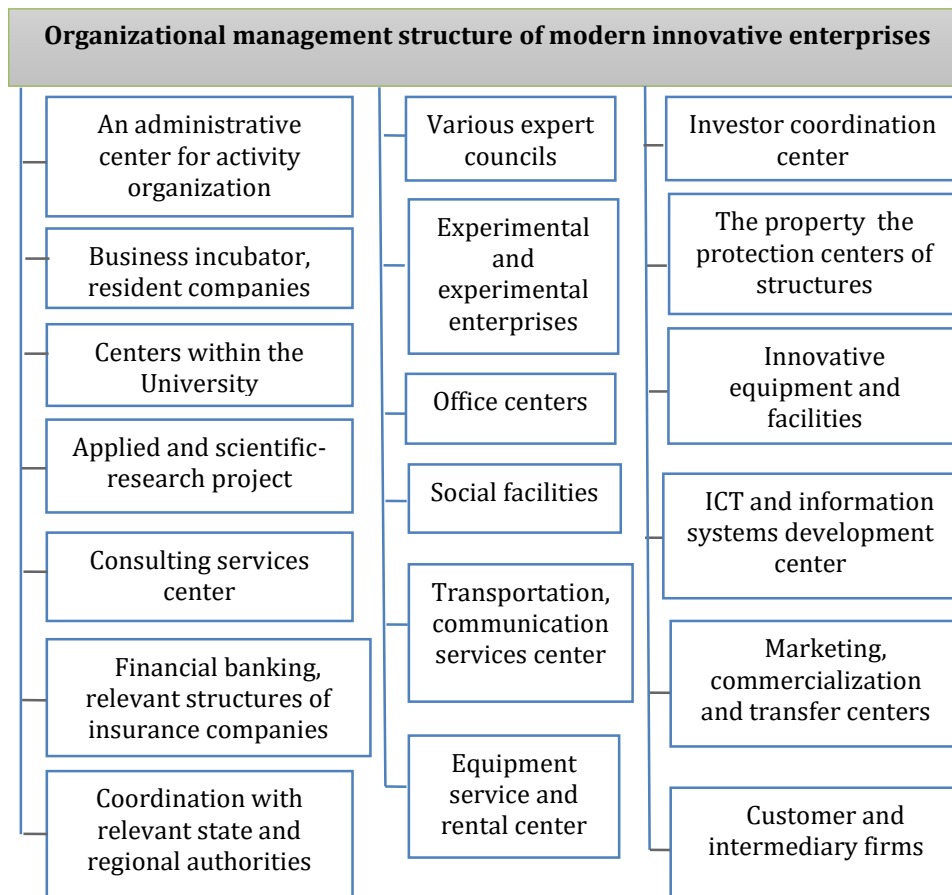 Organizational management structure of modern innovative enterprises
An administrative
center for activity
organization
Business incubator,
resident companies
Centers within the
University
Applied and scientific-
research project
Consulting services
center
Financial banking,
relevant structures of
insurance companies
Coordination with
relevant state and
regional authorities
Various expert
councils
Experimental
and
experimental
enterprises
Office centers
Social facilities
Transportation,
communication
services center
Equipment
service and
rental center
Investor coordination
center
The property the
protection centers of
structures
Innovative
equipment and
facilities
ICT and information
systems development
center
Marketing,
commercialization
and transfer centers
Customer and
intermediary firms